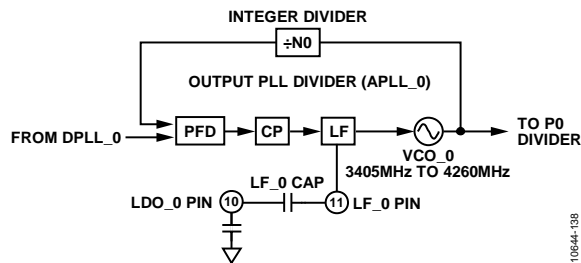 INTEGER DIVIDER
÷N0
OUTPUT PLL DIVIDER (APLL_0)
FROM DPLL_0
PFD
CP
LF
TO P0
DIVIDER
VCO_0
3405MHz TO 4260MHz
LF_0 CAP
LDO_0 PIN
10
11
LF_0 PIN
10644-138